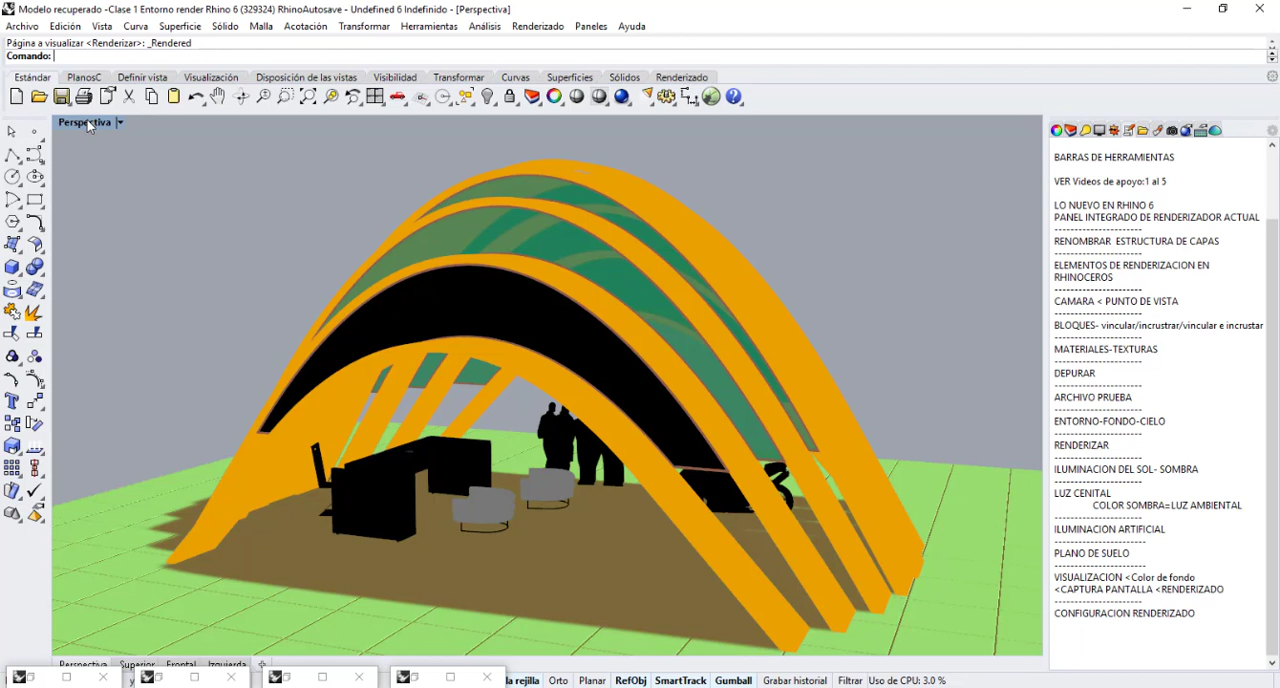 Modelo recuperado -Clase 1 Entorno render Rhino 6 (329324) RhinoAutosave - Undefined 6 Indefinido - [Perspectiva]
Archivo Edición Vista Curva Superficie Sólido Malla Acotación Transformar Herramientas Análisis Renderizado Paneles Ayuda
Página a visualizar <Renderizar>: _Rendered
Comando:
Estándar PlanosC Definir vista Visualización Disposición de las vistas Visibilidad Transformar Curvas Superficies Sólidos Renderizado
Perspectiva
BARRAS DE HERRAMIENTAS
VER Videos de apoyo:1 al 5
LO NUEVO EN RHINO 6
PANEL INTEGRADO DE RENDERIZADOR ACTUAL
--------------------
RENOMBRAR ESTRUCTURA DE CAPAS
--------------------
ELEMENTOS DE RENDERIZACION EN
RHINOCEROS
--------------------
CAMARA < PUNTO DE VISTA
--------------------
BLOQUES- vincular/incrustrar/vincular e incrustar
--------------------
MATERIALES-TEXTURAS
--------------------
DEPURAR
--------------------
ARCHIVO PRUEBA
--------------------
ENTORNO-FONDO-CIELO
--------------------
RENDERIZAR
--------------------
ILUMINACION DEL SOL- SOMBRA
--------------------
LUZ CENITAL
COLOR SOMBRA=LUZ AMBIENTAL
--------------------
ILUMINACION ARTIFICIAL
--------------------
PLANO DE SUELO
--------------------
VISUALIZACION <Color de fondo
<CAPTURA PANTALLA <RENDERIZADO
--------------------
CONFIGURACION RENDERIZADO
Perspectiva Superior Frontal Izquierda
la rejilla Orto Planar RefObj SmartTrack Gumball Grabar historial Filtrar Uso de CPU: 3.0 %